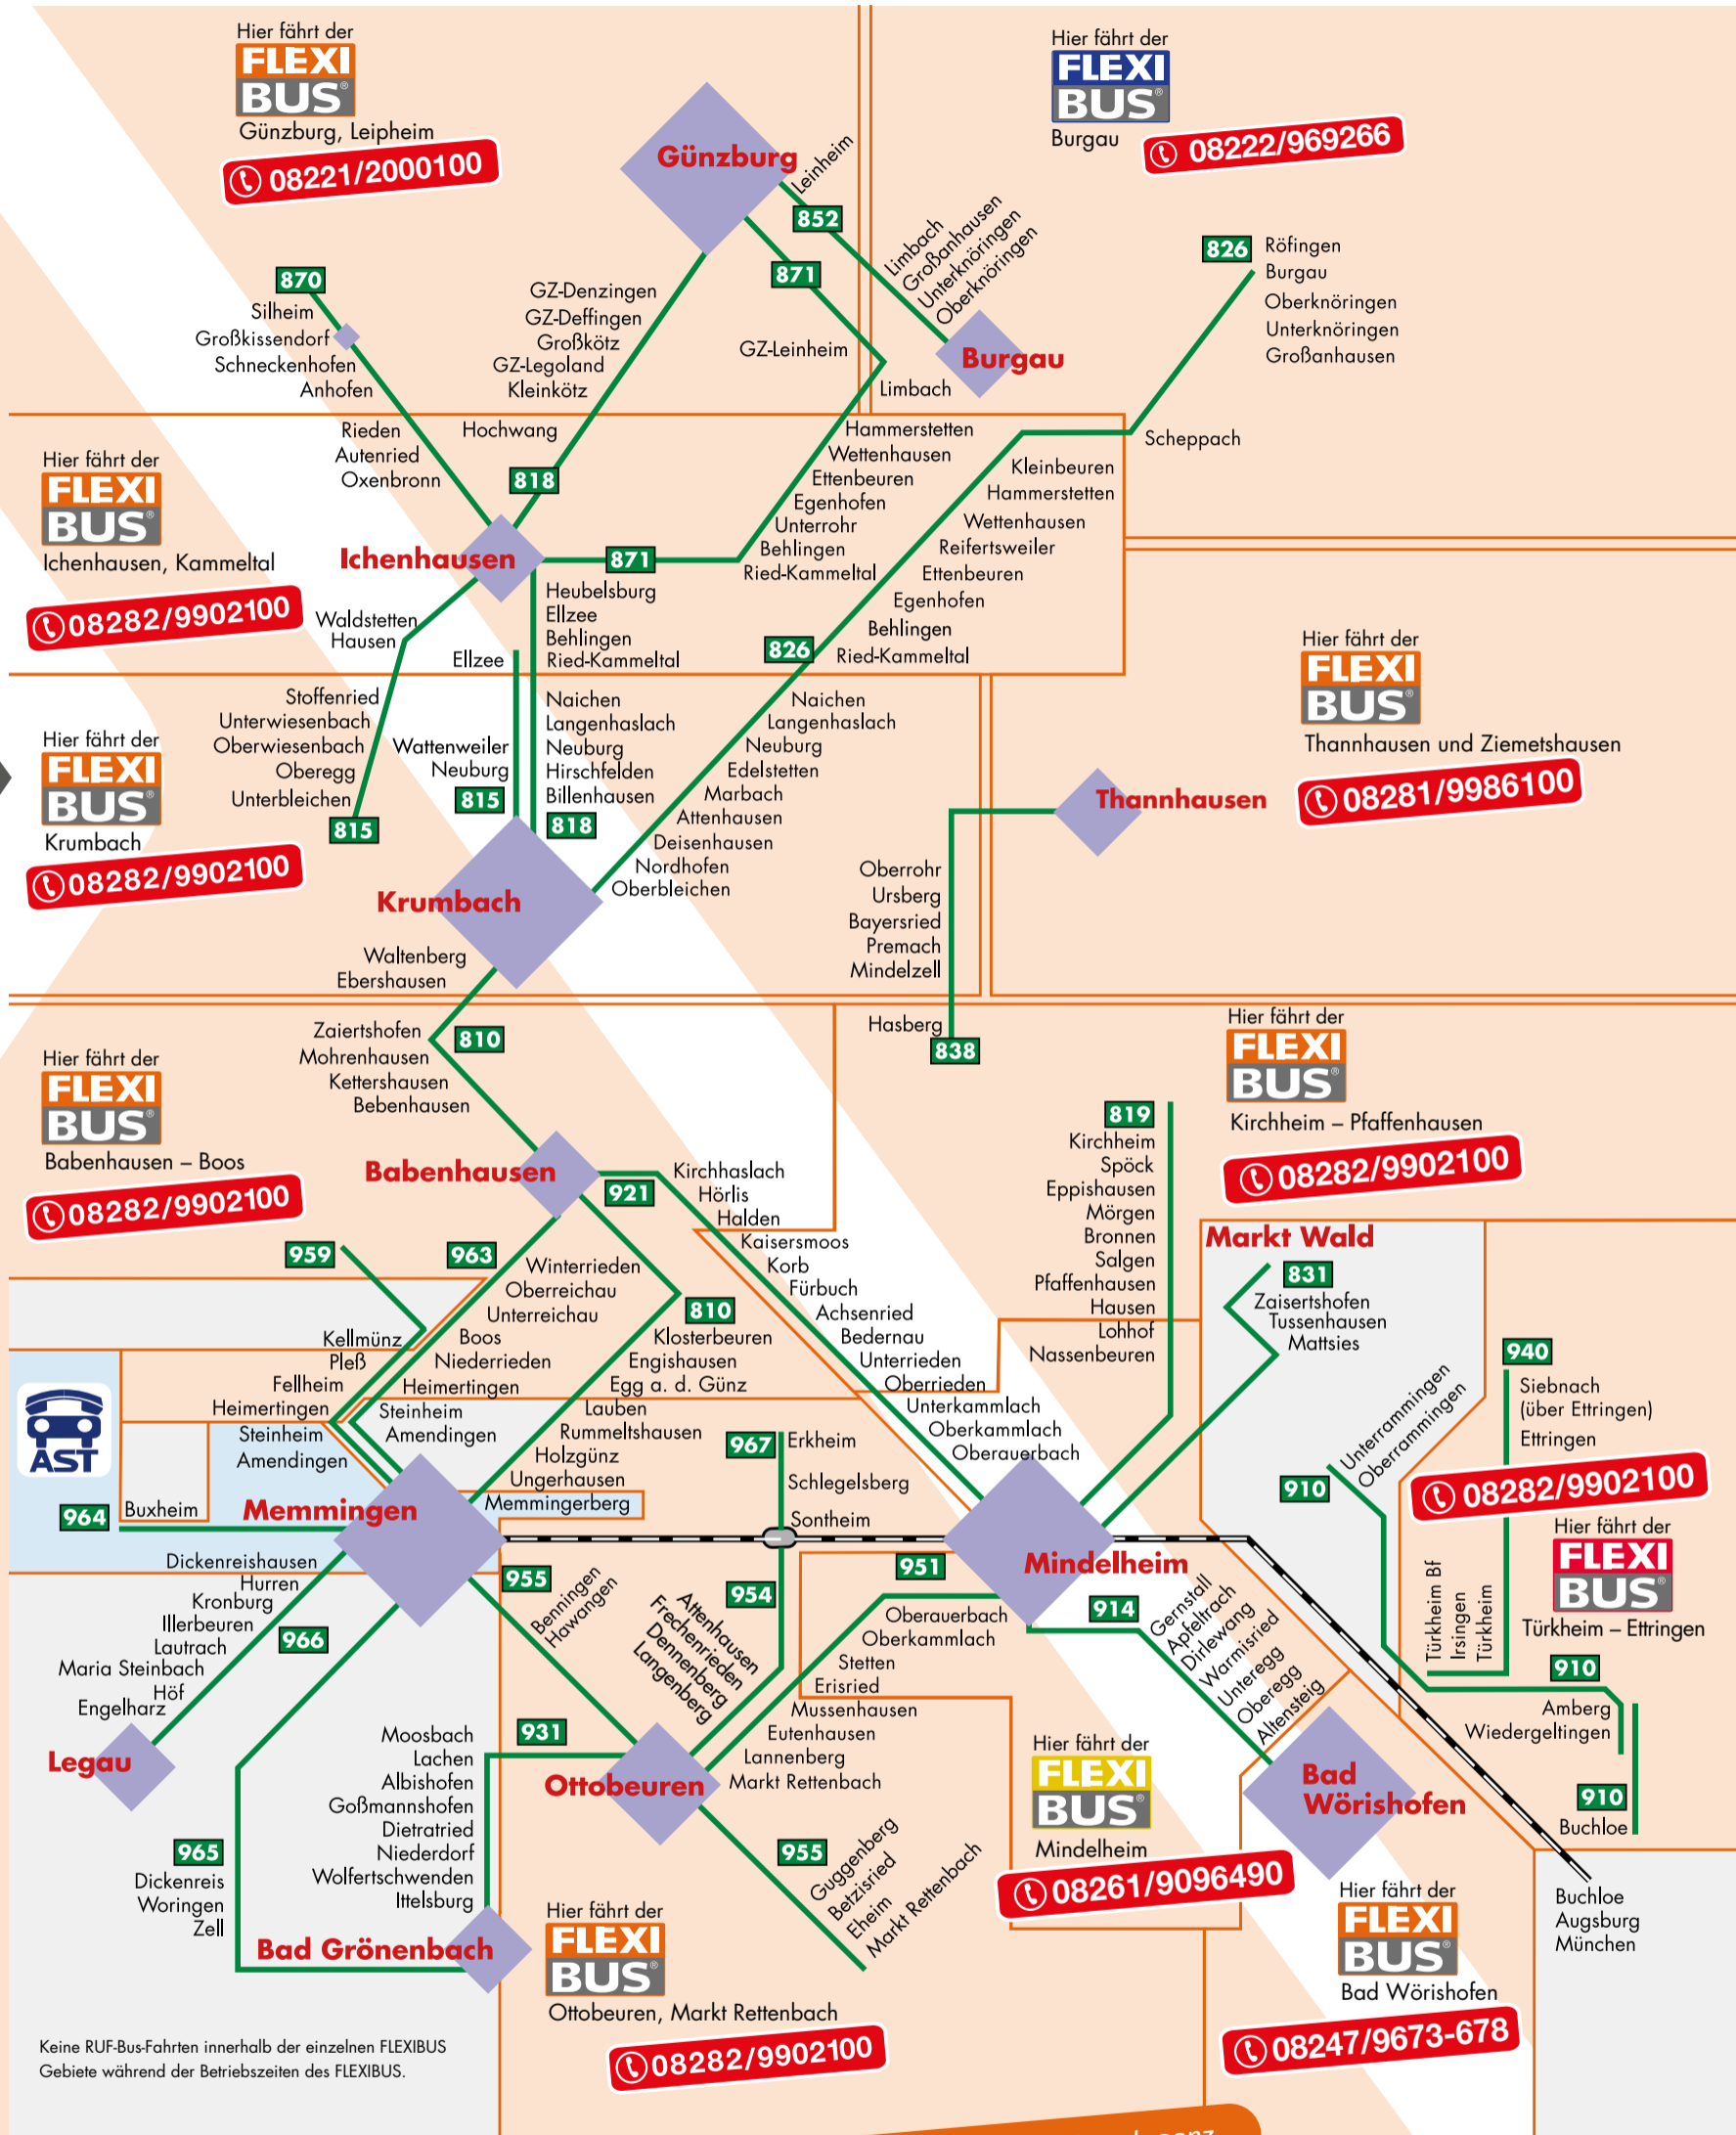 Hier fährt der
FLEXI
BUS®
Günzburg, Leipheim
08221/2000100
Hier fährt der
FLEXI
BUS®
Burgau
08222/969266
Günzburg
Leinheim
852
Limbach
Großanhausen
Unterknöringen
Oberknöringen
Burgau
826
Röfingen
Burgau
Oberknöringen
Unterknöringen
Großanhausen
Scheppach
870
Silheim
Großkissendorf
Schneckenhofen
Anhofen
Rieden
Autenried
Oxenbronn
GZ-Denzingen
GZ-Deffingen
Großkötz
GZ-Legoland
Kleinkötz
Hochwang
818
871
GZ-Leinheim
Limbach
Hammerstetten
Wettenhausen
Ettenbeuren
Egenhofen
Unterrohr
Behlingen
Ried-Kammeltal
Kleinbeuren
Hammerstetten
Wettenhausen
Reifertsweiler
Ettenbeuren
Egenhofen
Behlingen
Ried-Kammeltal
826
Hier fährt der
FLEXI
BUS®
Ichenhausen, Kammeltal
08282/9902100
Ichenhausen
871
Heubelsburg
Ellzee
Behlingen
Ried-Kammeltal
Waldstetten
Hausen
Ellzee
Stoffenried
Unterwiesenbach
Oberwiesenbach
Oberegg
Unterbleichen
815
Wattenweiler
Neuburg
815
Naichen
Langenhaslach
Neuburg
Hirschfelden
Billenhausen
818
Naichen
Langenhaslach
Neuburg
Edelstetten
Marbach
Attenhausen
Deisenhausen
Nordhofen
Oberbleichen
Hier fährt der
FLEXI
BUS®
Thannhausen und Ziemetshausen
08281/9986100
Thannhausen
Hier fährt der
FLEXI
BUS®
Krumbach
08282/9902100
Krumbach
Oberrohr
Ursberg
Bayersried
Premach
Mindelzell
Hasberg
838
Waltenberg
Ebershausen
Zaiertshofen
Mohrenhausen
Kettershausen
Bebenhausen
810
Hier fährt der
FLEXI
BUS®
Babenhausen – Boos
08282/9902100
Babenhausen
921
Kirchhaslach
Hörlis
Halden
Kaisersmoos
Korb
Fürbuch
Achsenried
Bedernau
Unterrieden
Oberrieden
Unterkammlach
Oberkammlach
Oberauerbach
Hier fährt der
FLEXI
BUS®
Kirchheim – Pfaffenhausen
08282/9902100
819
Kirchheim
Spöck
Eppishausen
Mörgen
Bronnen
Salgen
Pfaffenhausen
Hausen
Lohhof
Nassenbeuren
Markt Wald
831
Zaisertshofen
Tussenhausen
Mattsies
959
Kellmünz
Pleß
Fellheim
Heimertingen
Steinheim
Amendingen
963
Winterrieden
Oberreichau
Unterreichau
Boos
Niederrieden
Heimertingen
Steinheim
Amendingen
810
Klosterbeuren
Engishausen
Egg a. d. Günz
Lauben
Rummeltshausen
Holzgünz
Ungerhausen
Memmingerberg
AST
964
Buxheim
Memmingen
967
Erkheim
Schlegelsberg
Sontheim
Mindelheim
910
Unterrammingen
Oberrammingen
940
Siebnach
(über Ettringen)
Ettringen
08282/9902100
Hier fährt der
FLEXI
BUS®
Türkheim – Ettringen
Türkheim Bf
Irsingen
Türkheim
910
Amberg
Wiedergeltingen
910
Buchloe
Buchloe
Augsburg
München
Dickenreishausen
Hurren
Kronburg
Illerbeuren
Lautrach
Maria Steinbach
Höf
Engelharz
966
Legau
955
Benningen
Hawangen
954
Attenhausen
Frechenrieden
Dennenberg
Langenberg
951
Oberauerbach
Oberkammlach
Stetten
Erisried
Mussenhausen
Eutenhausen
Lannenberg
Markt Rettenbach
914
Gernstall
Apfeltrach
Dirlewang
Warmisried
Unteregg
Oberegg
Altensteig
Bad
Wörishofen
965
Dickenreis
Woringen
Zell
931
Moosbach
Lachen
Albishofen
Goßmannshofen
Dietratried
Niederdorf
Wolfertschwenden
Ittelsburg
Bad Grönenbach
Ottobeuren
955
Guggenberg
Betzisried
Eheim
Markt Rettenbach
Hier fährt der
FLEXI
BUS®
Mindelheim
08261/9096490
Hier fährt der
FLEXI
BUS®
Ottobeuren, Markt Rettenbach
08282/9902100
Hier fährt der
FLEXI
BUS®
Bad Wörishofen
08247/9673-678
Keine RUF-Bus-Fahrten innerhalb der einzelnen FLEXIBUS
Gebiete während der Betriebszeiten des FLEXIBUS.